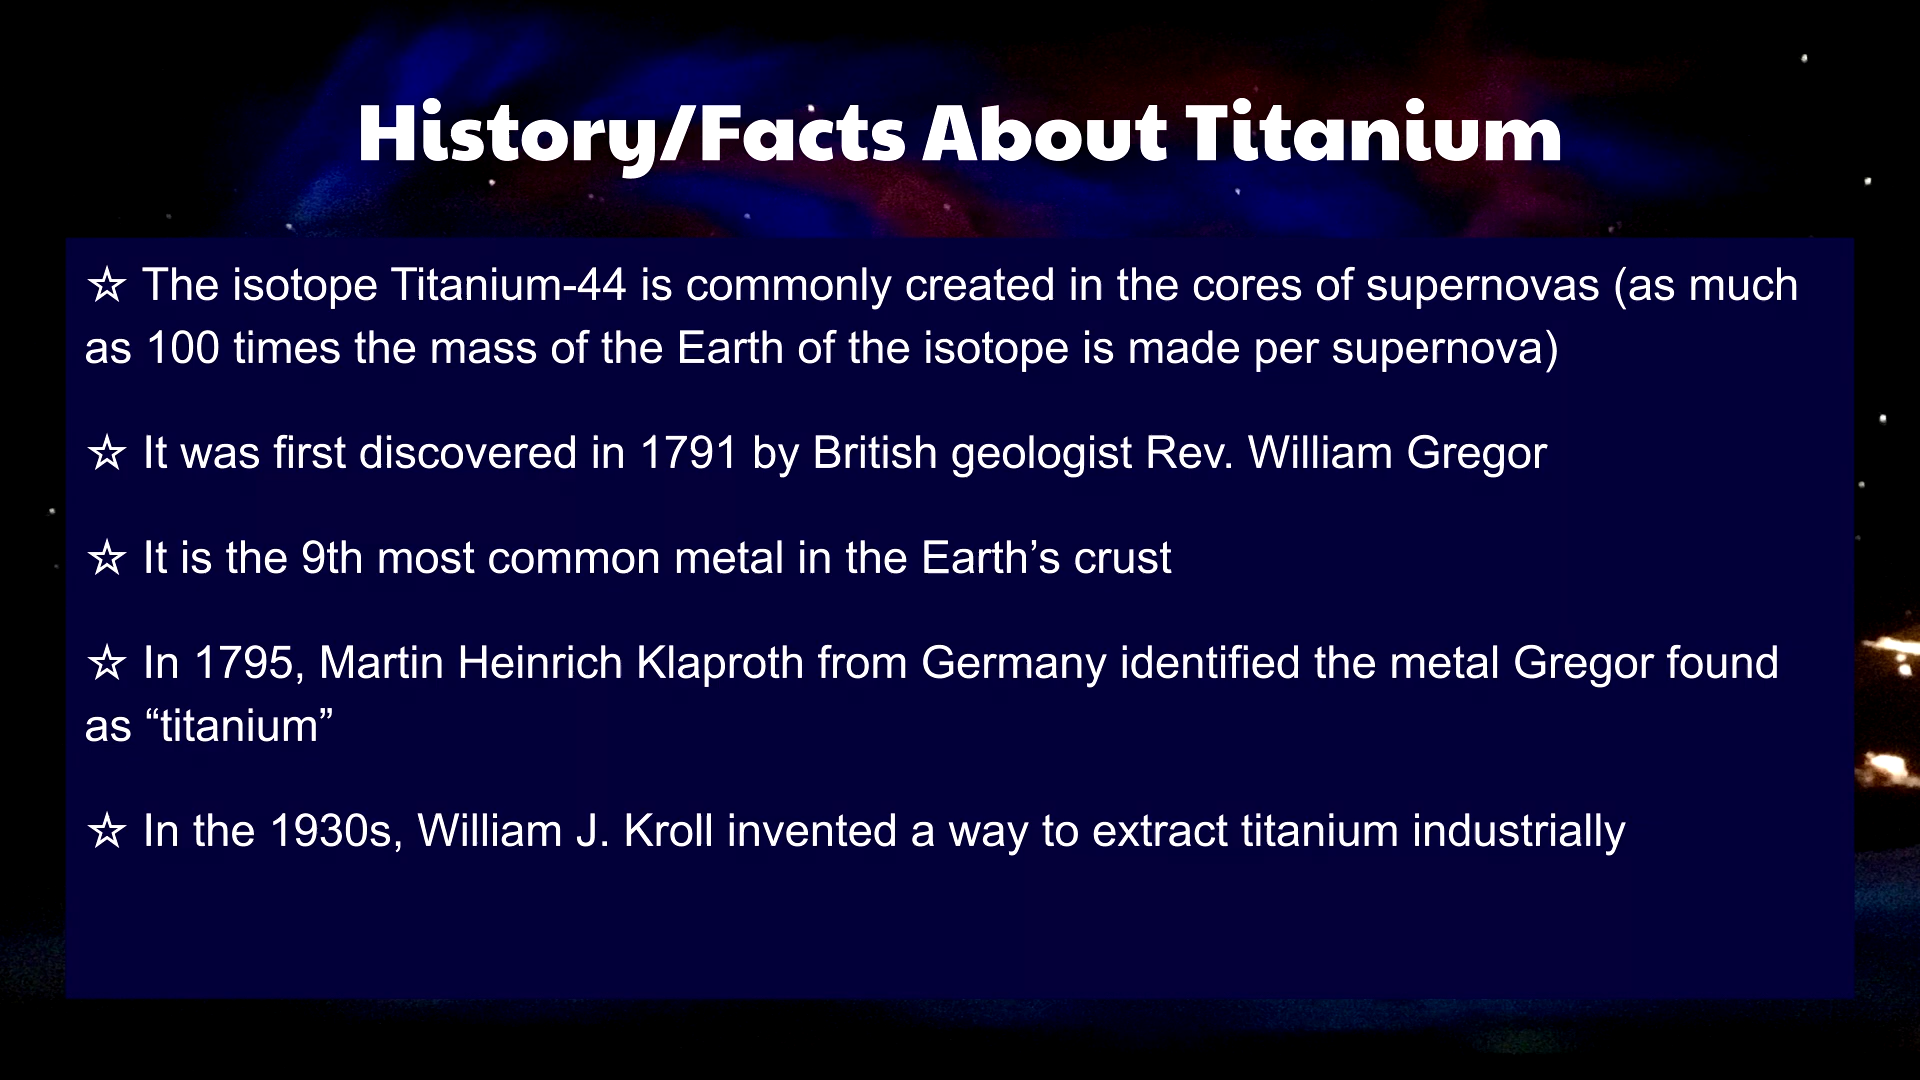 History/Facts About Titanium
☆ The isotope Titanium-44 is commonly created in the cores of supernovas (as much
as 100 times the mass of the Earth of the isotope is made per supernova)
☆ It was first discovered in 1791 by British geologist Rev. William Gregor
☆ It is the 9th most common metal in the Earth’s crust
☆ In 1795, Martin Heinrich Klaproth from Germany identified the metal Gregor found
as “titanium”
☆ In the 1930s, William J. Kroll invented a way to extract titanium industrially